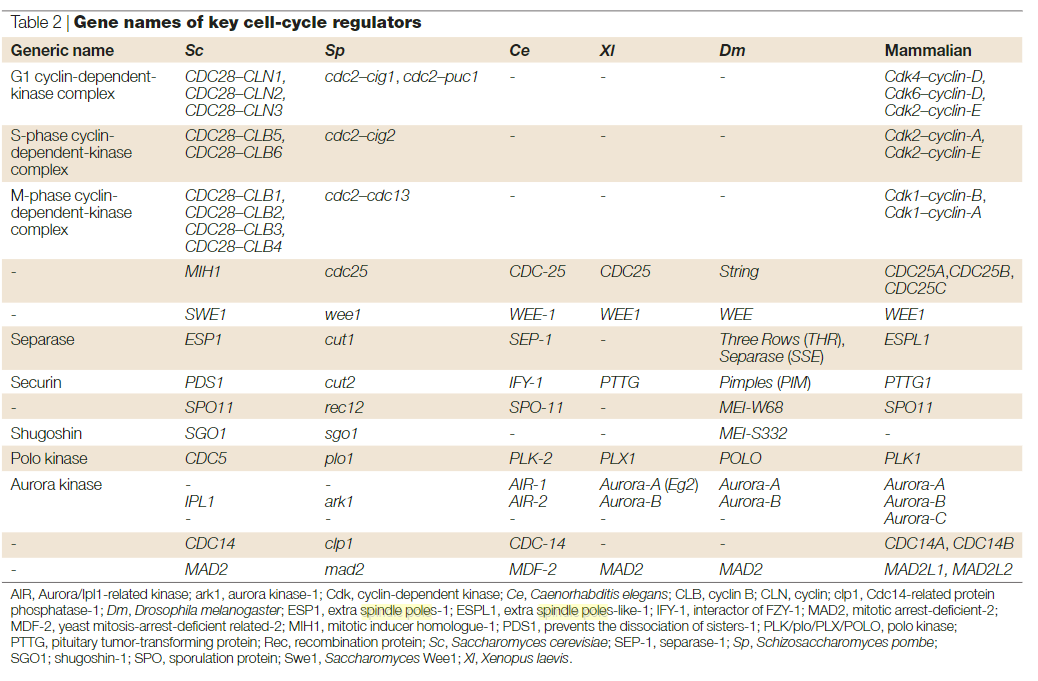 Table 2 | Gene names of key cell-cycle regulators
Generic name Sc Sp Ce Xl Dm Mammalian
G1 cyclin-dependent- CDC28–CLN1, cdc2–cig1, cdc2–puc1 - - - Cdk4–cyclin-D,
kinase complex CDC28–CLN2, Cdk6–cyclin-D,
CDC28–CLN3 Cdk2–cyclin-E
S-phase cyclin- CDC28–CLB5, cdc2–cig2 - - - Cdk2–cyclin-A,
dependent-kinase CDC28–CLB6 Cdk2–cyclin-E
complex
M-phase cyclin- CDC28–CLB1, cdc2–cdc13 - - - Cdk1–cyclin-B,
dependent-kinase CDC28–CLB2, Cdk1–cyclin-A
complex CDC28–CLB3,
CDC28–CLB4
- MIH1 cdc25 CDC-25 CDC25 String CDC25A,CDC25B,
CDC25C
- SWE1 wee1 WEE-1 WEE1 WEE WEE1
Separase ESP1 cut1 SEP-1 - Three Rows (THR), ESPL1
Separase (SSE)
Securin PDS1 cut2 IFY-1 PTTG Pimples (PIM) PTTG1
- SPO11 rec12 SPO-11 - MEI-W68 SPO11
Shugoshin SGO1 sgo1 - - MEI-S332 -
Polo kinase CDC5 plo1 PLK-2 PLX1 POLO PLK1
Aurora kinase - - AIR-1 Aurora-A (Eg2) Aurora-A Aurora-A
IPL1 ark1 AIR-2 Aurora-B Aurora-B Aurora-B
- - - - - Aurora-C
- CDC14 clp1 CDC-14 - - CDC14A, CDC14B
- MAD2 mad2 MDF-2 MAD2 MAD2 MAD2L1, MAD2L2
AIR, Aurora/Ipl1-related kinase; ark1, aurora kinase-1; Cdk, cyclin-dependent kinase; Ce, Caenorhabditis elegans; CLB, cyclin B; CLN, cyclin; clp1, Cdc14-related protein
phosphatase-1; Dm, Drosophila melanogaster; ESP1, extra spindle poles-1; ESPL1, extra spindle poles-like-1; IFY-1, interactor of FZY-1; MAD2, mitotic arrest-deficient-2;
MDF-2, yeast mitosis-arrest-deficient related-2; MIH1, mitotic inducer homologue-1; PDS1, prevents the dissociation of sisters-1; PLK/plo/PLX/POLO, polo kinase;
PTTG, pituitary tumor-transforming protein; Rec, recombination protein; Sc, Saccharomyces cerevisiae; SEP-1, separase-1; Sp, Schizosaccharomyces pombe;
SGO1; shugoshin-1; SPO, sporulation protein; Swe1, Saccharomyces Wee1; Xl, Xenopus laevis.